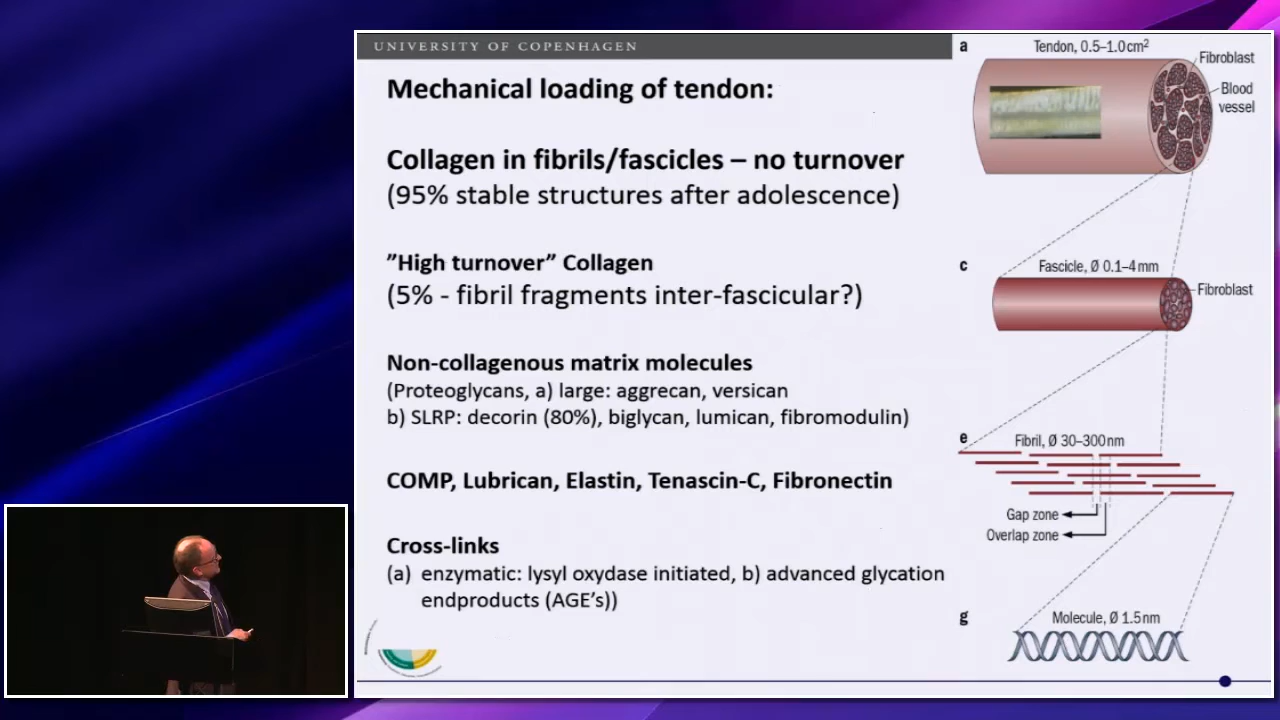 UNIVERSITY OF COPENHAGEN
Mechanical loading of tendon:
Collagen in fibrils/fascicles – no turnover
(95% stable structures after adolescence)
”High turnover” Collagen
(5% - fibril fragments inter-fascicular?)
Non-collagenous matrix molecules
(Proteoglycans, a) large: aggrecan, versican
b) SLRP: decorin (80%), biglycan, lumican, fibromodulin)
COMP, Lubrican, Elastin, Tenascin-C, Fibronectin
Cross-links
(a) enzymatic: lysyl oxydase initiated, b) advanced glycation
endproducts (AGE’s))
a
Tendon, 0.5–1.0 cm²
Fibroblast
Blood
vessel
c
Fascicle, Ø 0.1–4 mm
Fibroblast
e
Fibril, Ø 30–300 nm
Gap zone
Overlap zone
g
Molecule, Ø 1.5 nm